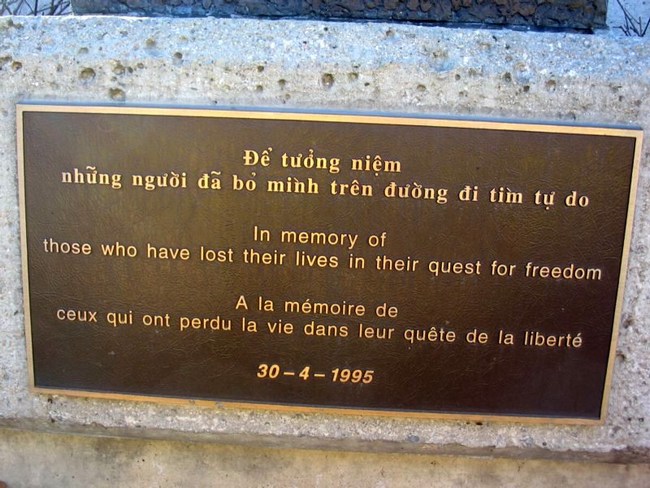 Để tưởng niệm
những người đã bỏ mình trên đường đi tìm tự do
In memory of
those who have lost their lives in their quest for freedom
A la mémoire de
ceux qui ont perdu la vie dans leur quête de la liberté
30-4-1995